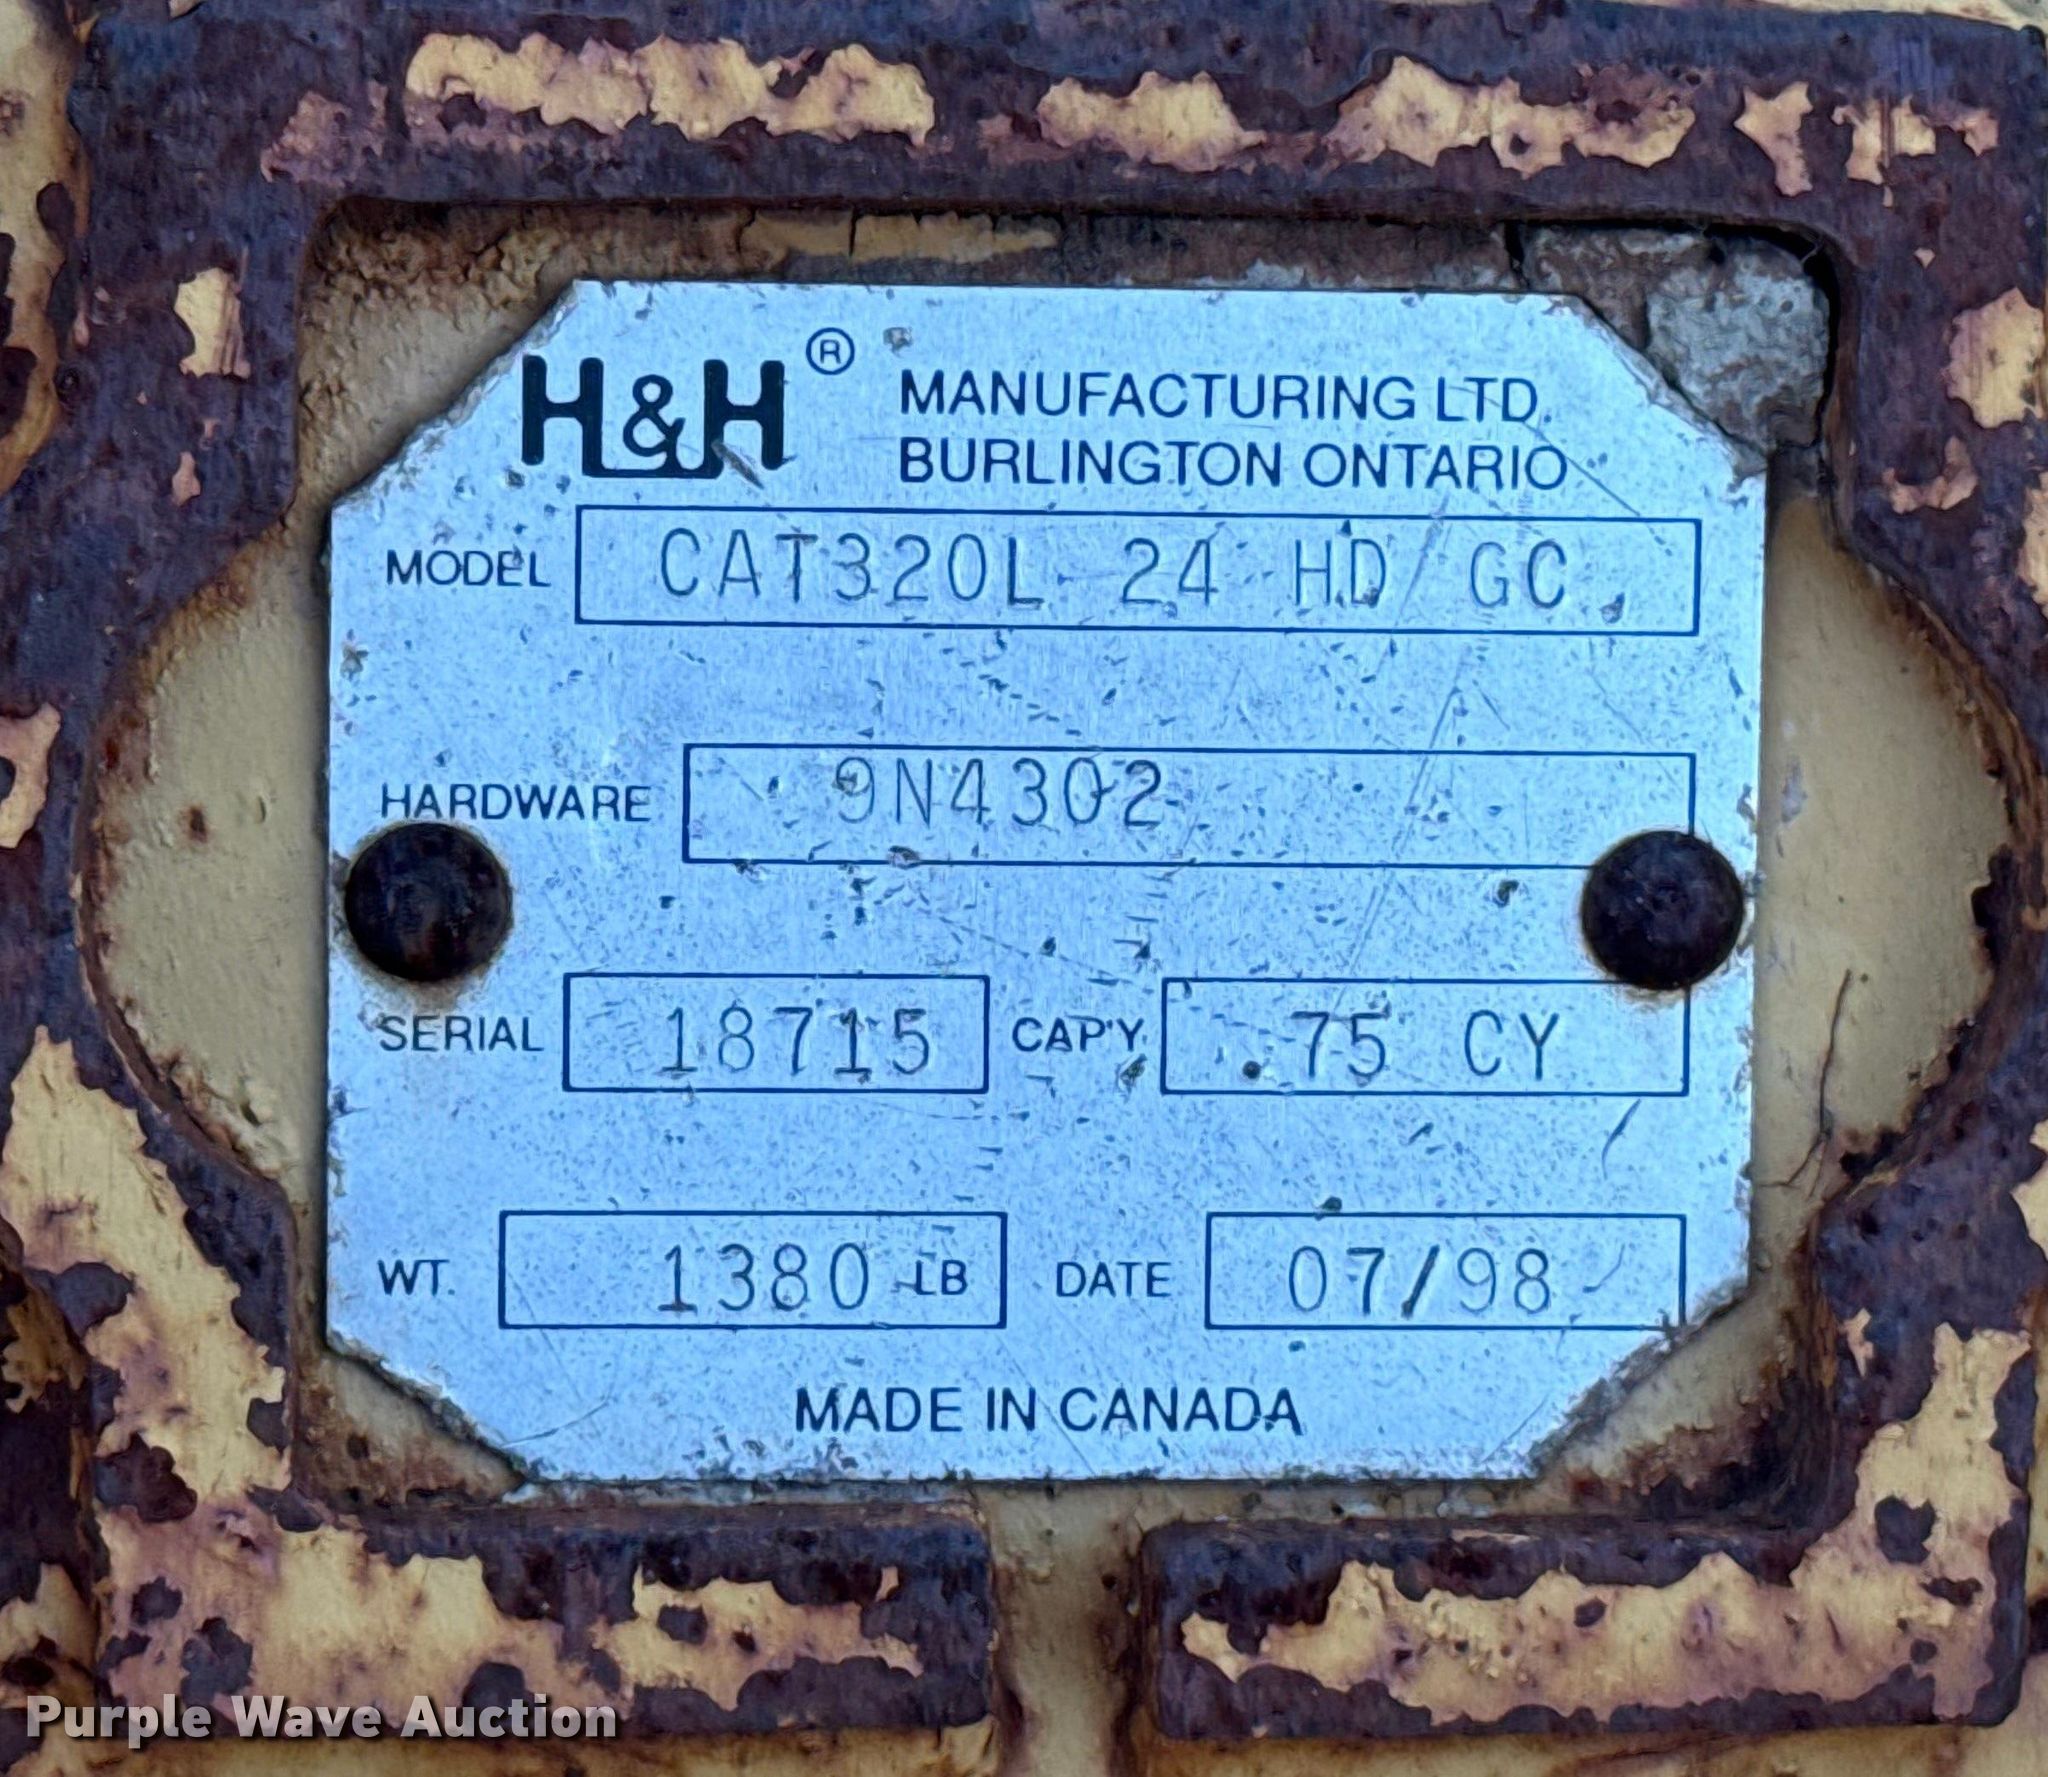 H&H® MANUFACTURING LTD.
BURLINGTON ONTARIO
MODEL CAT320L 24 HD GC
HARDWARE 9N4302
SERIAL 18715 CAP'Y. .75 CY
WT. 1380 LB DATE 07/98
MADE IN CANADA
Purple Wave Auction